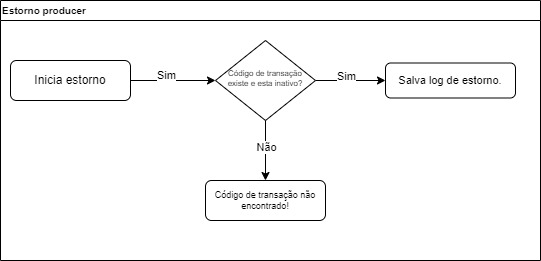 Estorno producer
Inicia estorno
Sim
Código de transação
existe e esta inativo?
Sim
Salva log de estorno.
Não
Código de transação não
encontrado!